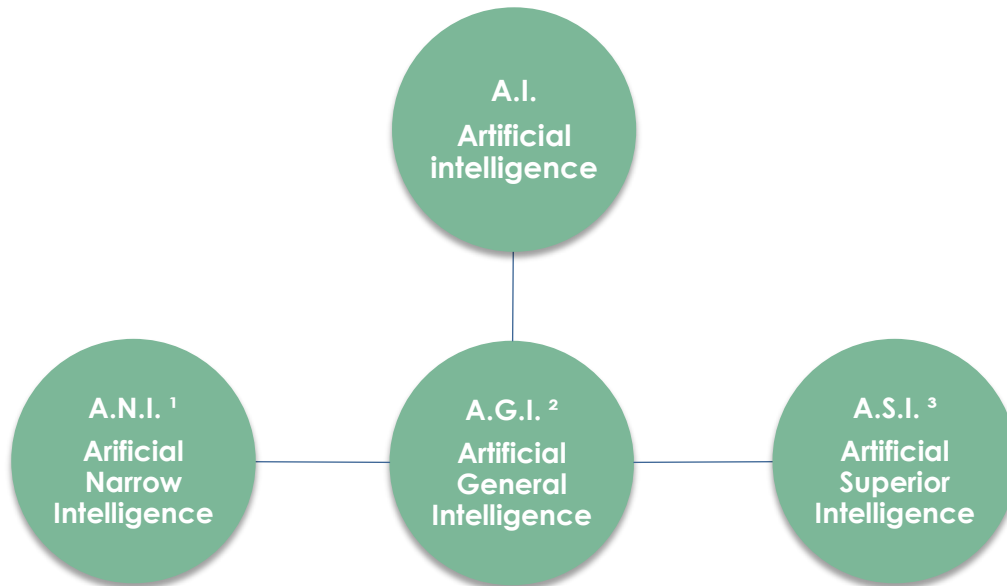 A.I.
Artificial
intelligence
A.N.I. ¹
Arificial
Narrow
Intelligence
A.G.I. ²
Artificial
General
Intelligence
A.S.I. ³
Artificial
Superior
Intelligence